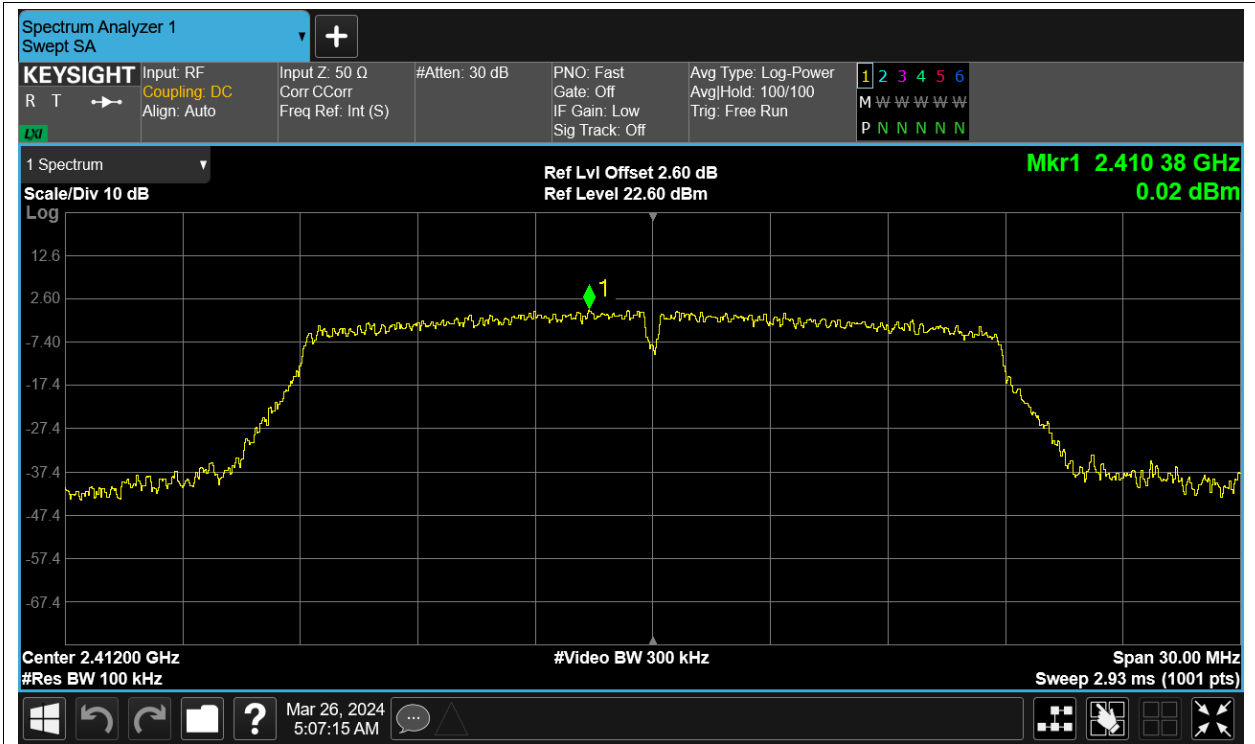 Spectrum Analyzer 1
Swept SA
KEYSIGHT
R T
LXI
Input: RF
Coupling: DC
Align: Auto
Input Z: 50 Ω
Corr CCorr
Freq Ref: Int (S)
#Atten: 30 dB
PNO: Fast
Gate: Off
IF Gain: Low
Sig Track: Off
Avg Type: Log-Power
Avg|Hold: 100/100
Trig: Free Run
1 2 3 4 5 6
M W W W W W
P N N N N N
1 Spectrum
Scale/Div 10 dB
Ref Lvl Offset 2.60 dB
Ref Level 22.60 dBm
Mkr1 2.410 38 GHz
0.02 dBm
Log
12.6
2.60
-7.40
-17.4
-27.4
-37.4
-47.4
-57.4
-67.4
1
Center 2.41200 GHz
#Res BW 100 kHz
#Video BW 300 kHz
Span 30.00 MHz
Sweep 2.93 ms (1001 pts)
?
Mar 26, 2024
5:07:15 AM